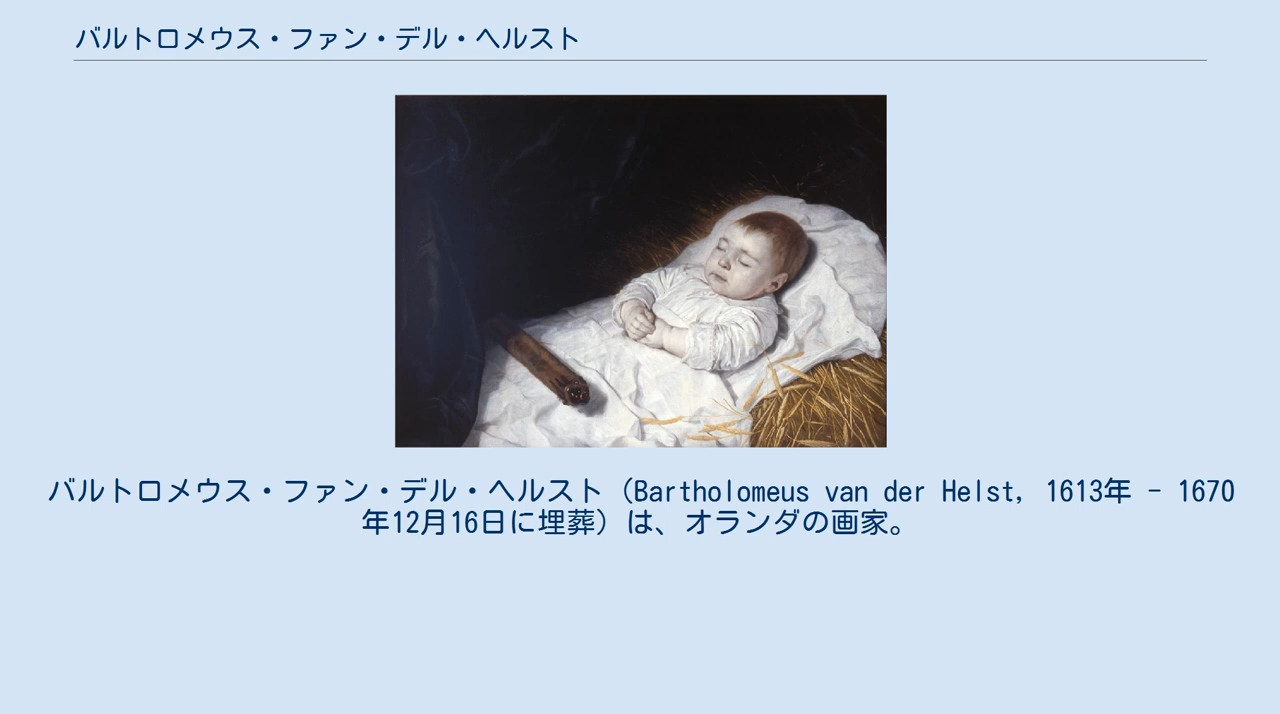 バルトロメウス・ファン・デル・ヘルスト
バルトロメウス・ファン・デル・ヘルスト（Bartholomeus van der Helst, 1613年 - 1670
年12月16日に埋葬）は、オランダの画家。